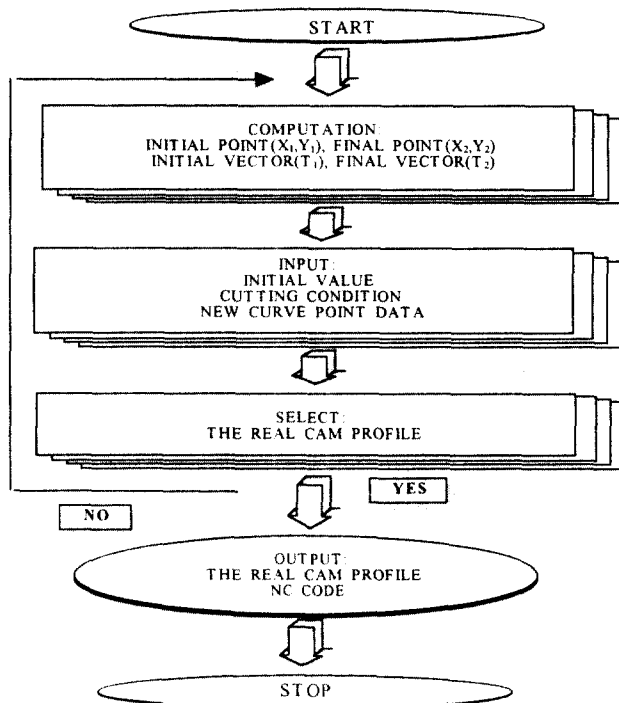 START
COMPUTATION:
INITIAL POINT(X₁,Y₁), FINAL POINT(X₂,Y₂)
INITIAL VECTOR(T₁), FINAL VECTOR(T₂)
INPUT:
INITIAL VALUE
CUTTING CONDITION
NEW CURVE POINT DATA
SELECT:
THE REAL CAM PROFILE
YES
NO
OUTPUT:
THE REAL CAM PROFILE
NC CODE
STOP